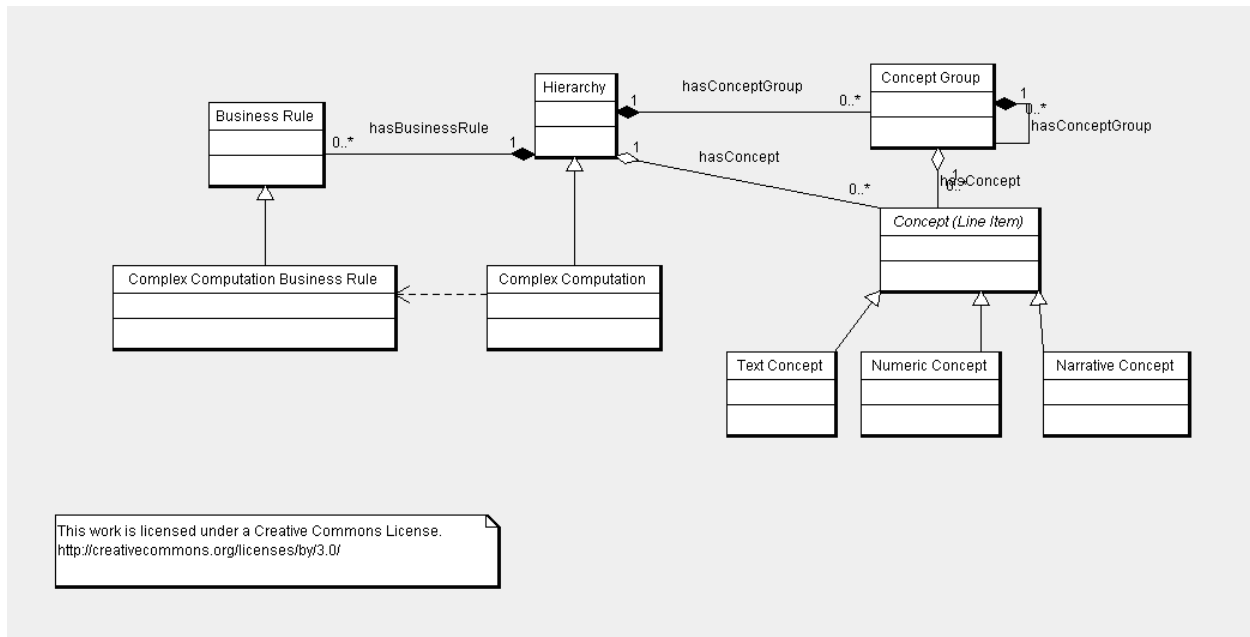 Concept Group
Hierarchy
hasConceptGroup
1
1
0..*
0..*
Business Rule
hasBusinessRule
hasConceptGroup
0..*
1
1
hasConcept
1
hasConcept
0..*
0..*
Concept (Line Item)
Complex Computation Business Rule
Complex Computation
Text Concept
Numeric Concept
Narrative Concept
This work is licensed under a Creative Commons License.
http://creativecommons.org/licenses/by/3.0/